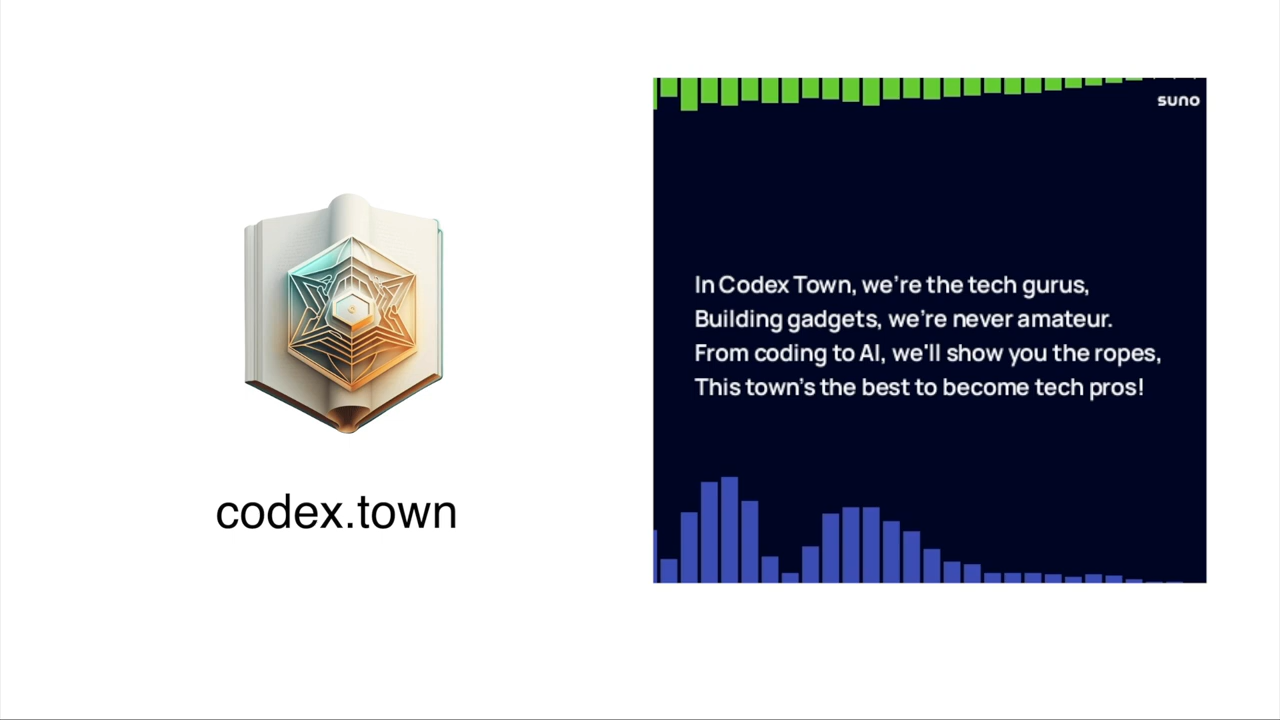 suno
In Codex Town, we’re the tech gurus,
Building gadgets, we’re never amateur.
From coding to AI, we'll show you the ropes,
This town’s the best to become tech pros!
codex.town